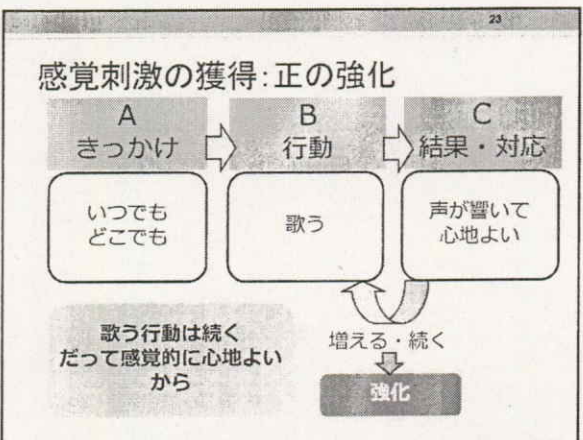 23
感覚刺激の獲得:正の強化
A
きっかけ
B
行動
C
結果・対応
いつでも
どこでも
歌う
声が響いて
心地よい
歌う行動は続く
だって感覚的に心地よい
から
増える・続く
強化